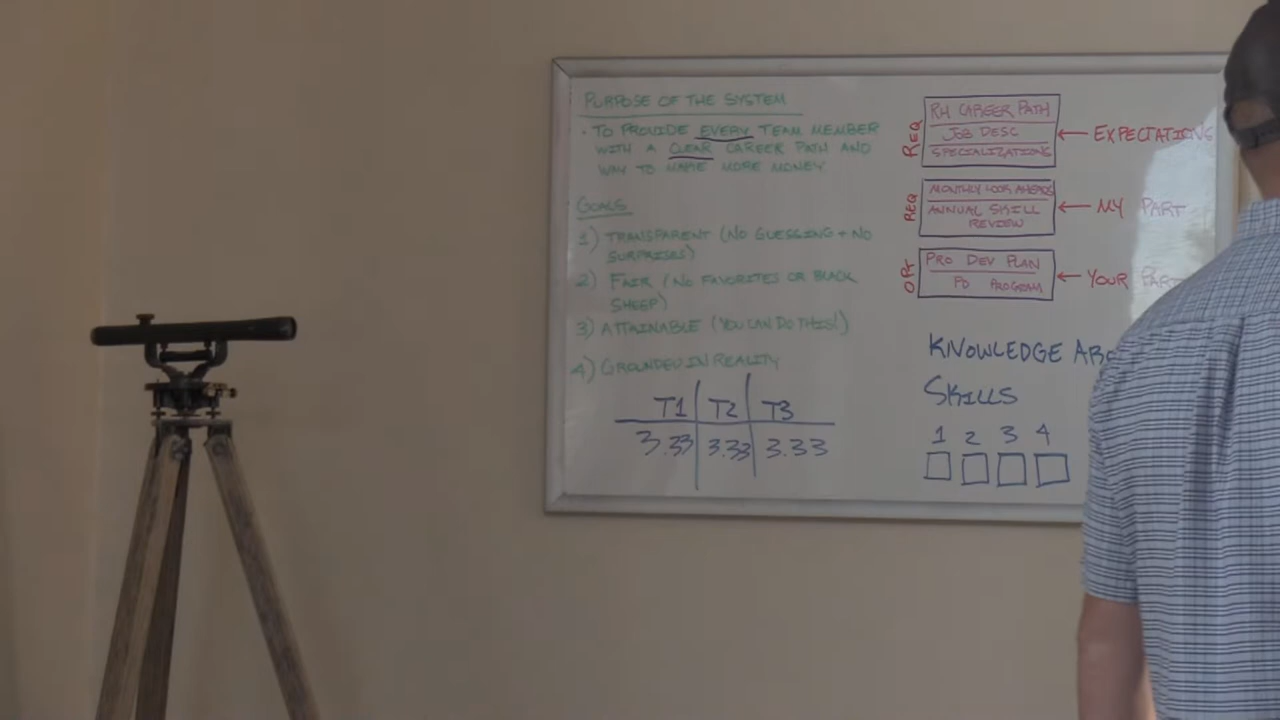 PURPOSE OF THE SYSTEM
· TO PROVIDE EVERY TEAM MEMBER
WITH A CLEAR CAREER PATH AND
WAY TO MAKE MORE MONEY.
GOALS
1) TRANSPARENT (NO GUESSING + NO
SURPRISES)
2) FAIR (NO FAVORITES OR BLACK
SHEEP)
3) ATTAINABLE (YOU CAN DO THIS!)
4) GROUNDED IN REALITY
T1 T2 T3
3.33 3.33 3.33
REQ
RH CAREER PATH
JOB DESC
SPECIALIZATIONS
← EXPECTATIONS
REQ
MONTHLY LOOK AHEADS
ANNUAL SKILL
REVIEW
← MY PART
OPT
PRO DEV PLAN
PD PROGRAM
← YOUR PART
KNOWLEDGE
SKILLS
1 2 3 4